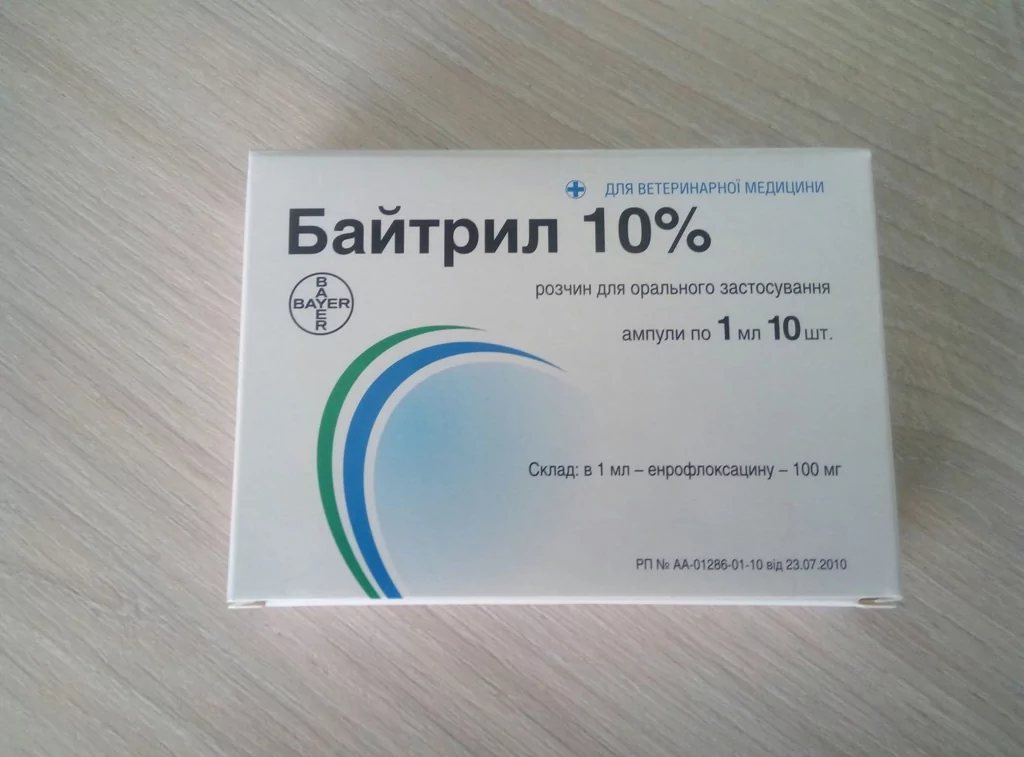 ДЛЯ ВЕТЕРИНАРНОЇ МЕДИЦИНИ
Байтрил 10%
BAYER
BAYER
розчин для орального застосування
ампули по 1 мл 10 шт.
Склад: в 1 мл – енрофлоксацину – 100 мг
РП № АА-01286-01-10 від 23.07.2010